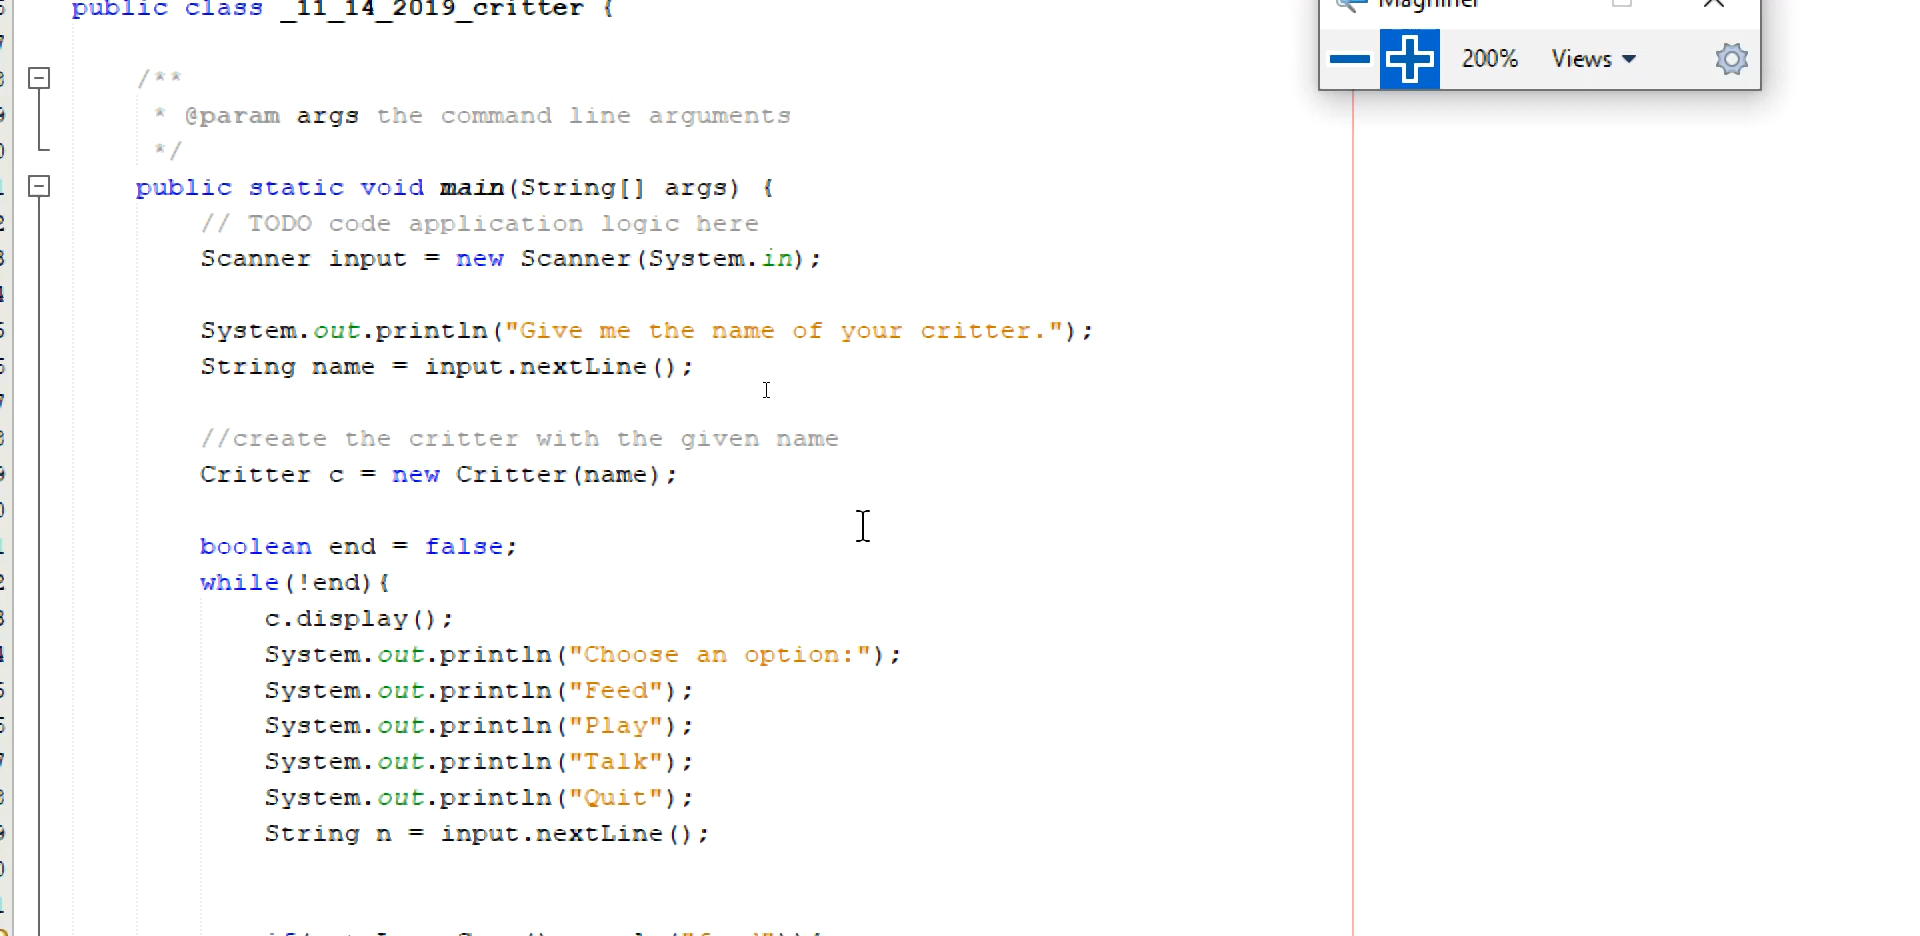 public class _11_14_2019_critter {
Magnifier
200% Views
/**
* @param args the command line arguments
*/
public static void main(String[] args) {
// TODO code application logic here
Scanner input = new Scanner(System.in);
System.out.println("Give me the name of your critter.");
String name = input.nextLine();
//create the critter with the given name
Critter c = new Critter(name);
boolean end = false;
while(!end){
c.display();
System.out.println("Choose an option:");
System.out.println("Feed");
System.out.println("Play");
System.out.println("Talk");
System.out.println("Quit");
String n = input.nextLine();